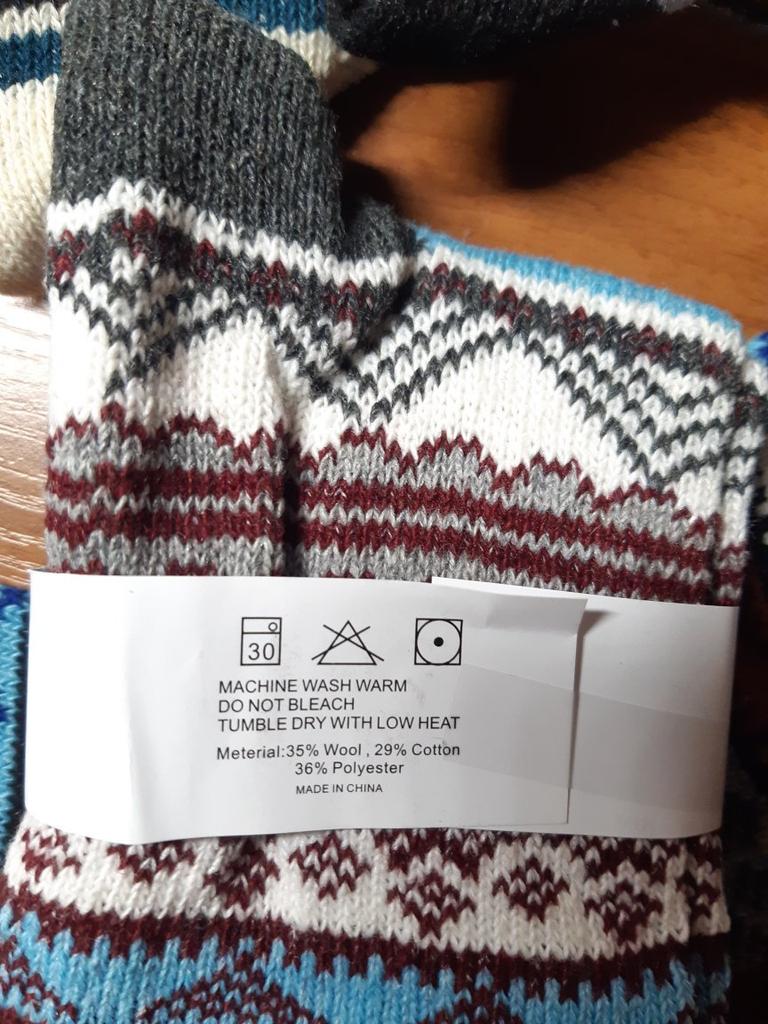 30
MACHINE WASH WARM
DO NOT BLEACH
TUMBLE DRY WITH LOW HEAT
Meterial:35% Wool , 29% Cotton
36% Polyester
MADE IN CHINA